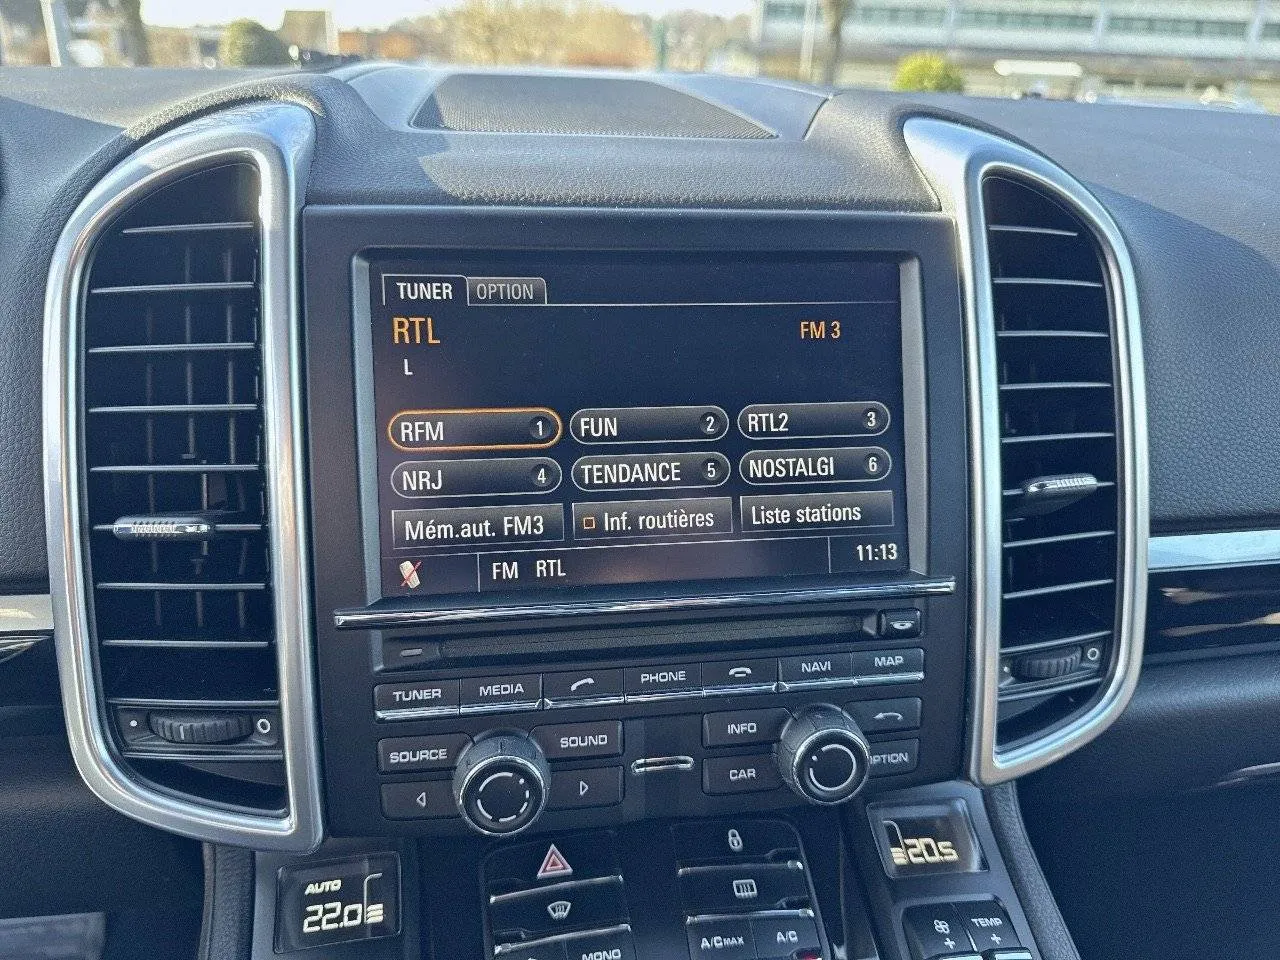 TUNER OPTION
RTL FM 3
L
RFM 1 FUN 2 RTL2 3
NRJ 4 TENDANCE 5 NOSTALGI 6
Mém.aut. FM3 Inf. routières Liste stations
FM RTL 11:13
TUNER MEDIA PHONE NAVI MAP
SOURCE SOUND INFO
CAR OPTION
AUTO
22.0
20.5
MONO A/C MAX A/C
TEMP